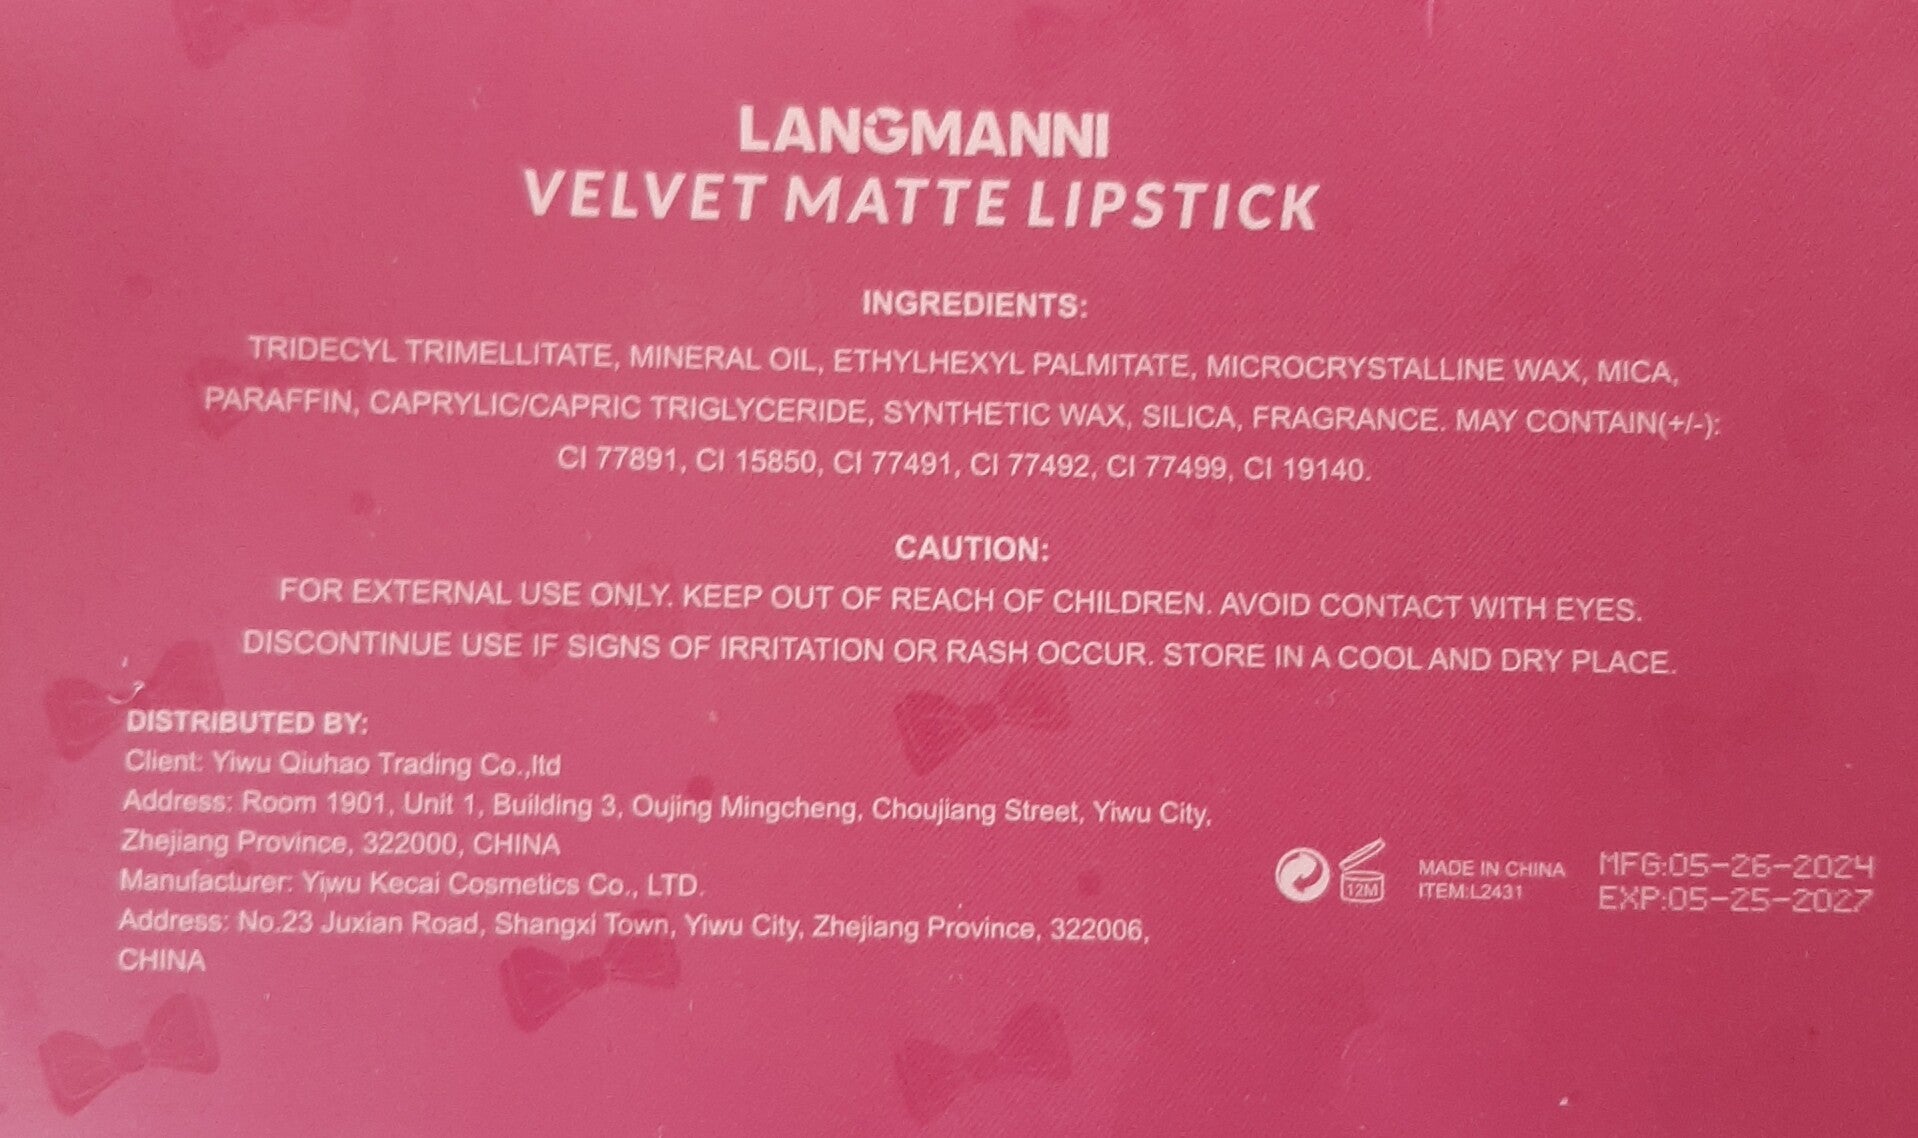 LANGMANNI
VELVET MATTE LIPSTICK
INGREDIENTS:
TRIDECYL TRIMELLITATE, MINERAL OIL, ETHYLHEXYL PALMITATE, MICROCRYSTALLINE WAX, MICA,
PARAFFIN, CAPRYLIC/CAPRIC TRIGLYCERIDE, SYNTHETIC WAX, SILICA, FRAGRANCE. MAY CONTAIN(+/-):
CI 77891, CI 15850, CI 77491, CI 77492, CI 77499, CI 19140.
CAUTION:
FOR EXTERNAL USE ONLY. KEEP OUT OF REACH OF CHILDREN. AVOID CONTACT WITH EYES.
DISCONTINUE USE IF SIGNS OF IRRITATION OR RASH OCCUR. STORE IN A COOL AND DRY PLACE.
DISTRIBUTED BY:
Client: Yiwu Qiuhao Trading Co.,ltd
Address: Room 1901, Unit 1, Building 3, Oujing Mingcheng, Choujiang Street, Yiwu City,
Zhejiang Province, 322000, CHINA
Manufacturer: Yiwu Kecai Cosmetics Co., LTD.
Address: No.23 Juxian Road, Shangxi Town, Yiwu City, Zhejiang Province, 322006,
CHINA
12M
MADE IN CHINA
ITEM:L2431
MFG:05-26-2024
EXP:05-25-2027